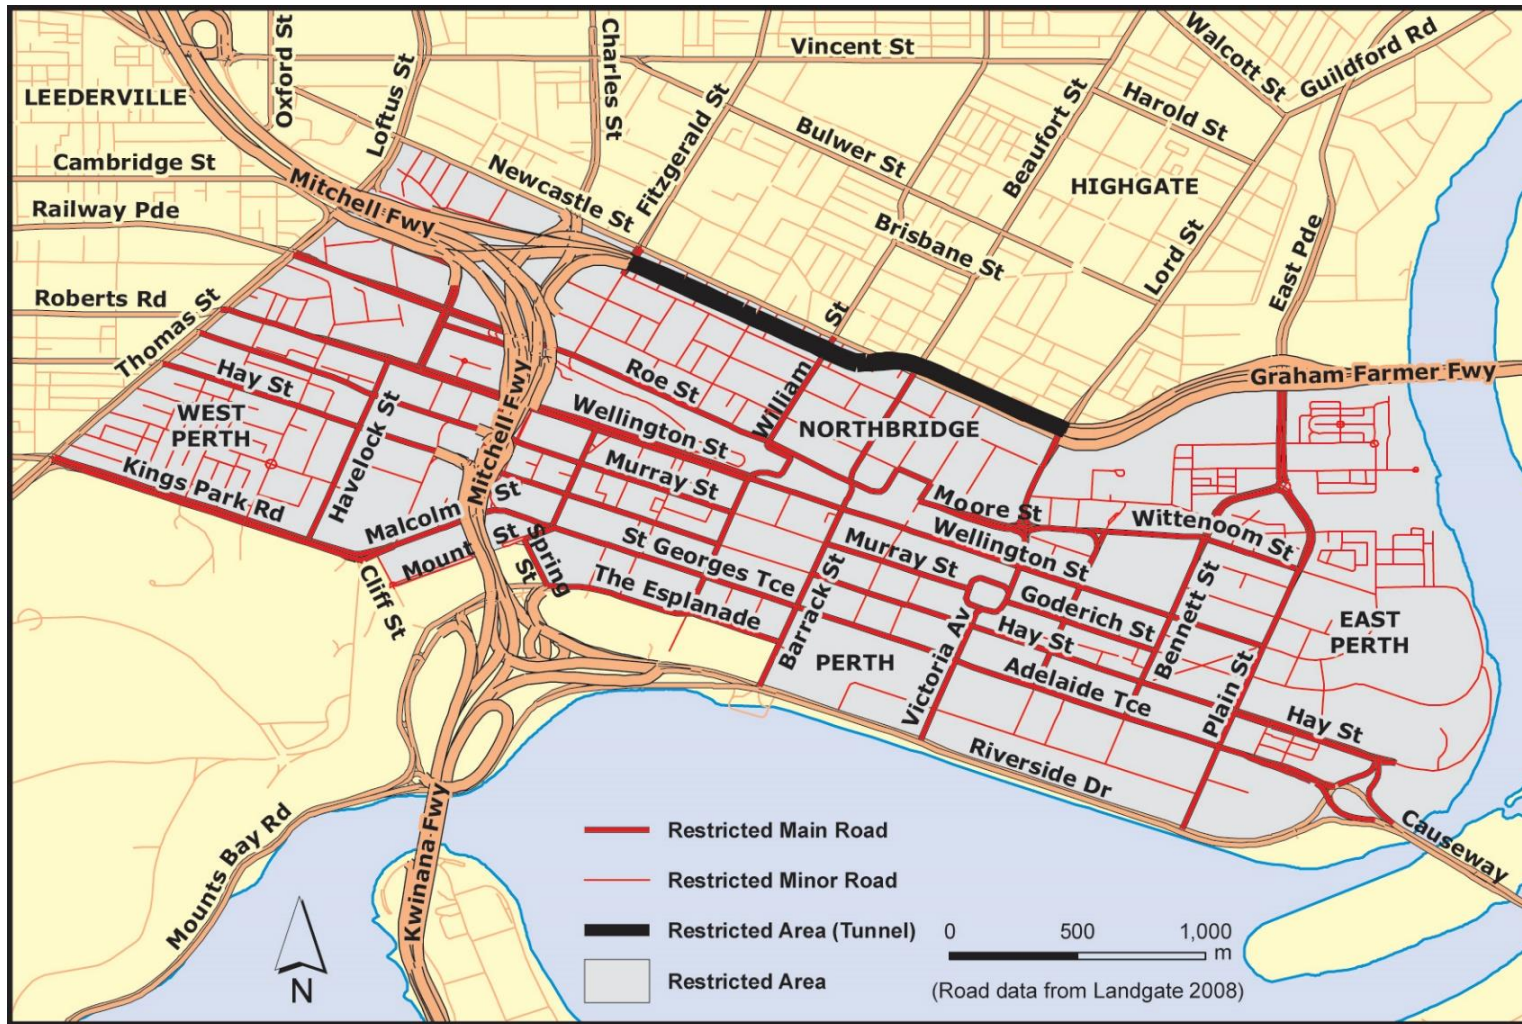 Oxford St
Loftus St
Charles St
Vincent St
Walcott St
Guildford Rd
LEEDERVILLE
Fitzgerald St
Bulwer St
Beaufort St
Harold St
Cambridge St
Mitchell Fwy
Newcastle St
HIGHGATE
Railway Pde
Brisbane St
Lord St
East Pde
Roberts Rd
Thomas St
William St
Graham Farmer Fwy
Hay St
Roe St
WEST
PERTH
Havelock St
Mitchell Fwy
Wellington St
NORTHBRIDGE
Kings Park Rd
Murray St
Malcolm St
Moore St
Wittenoom St
Mount St
Spring St
St Georges Tce
Wellington St
Murray St
Cliff St
The Esplanade
Barrack St
Goderich St
Bennett St
EAST
PERTH
Victoria Av
Hay St
PERTH
Adelaide Tce
Plain St
Hay St
Riverside Dr
Mounts Bay Rd
Kwinana Fwy
Causeway
Restricted Main Road
Restricted Minor Road
Restricted Area (Tunnel)
Restricted Area
0 500 1,000
m
(Road data from Landgate 2008)
N